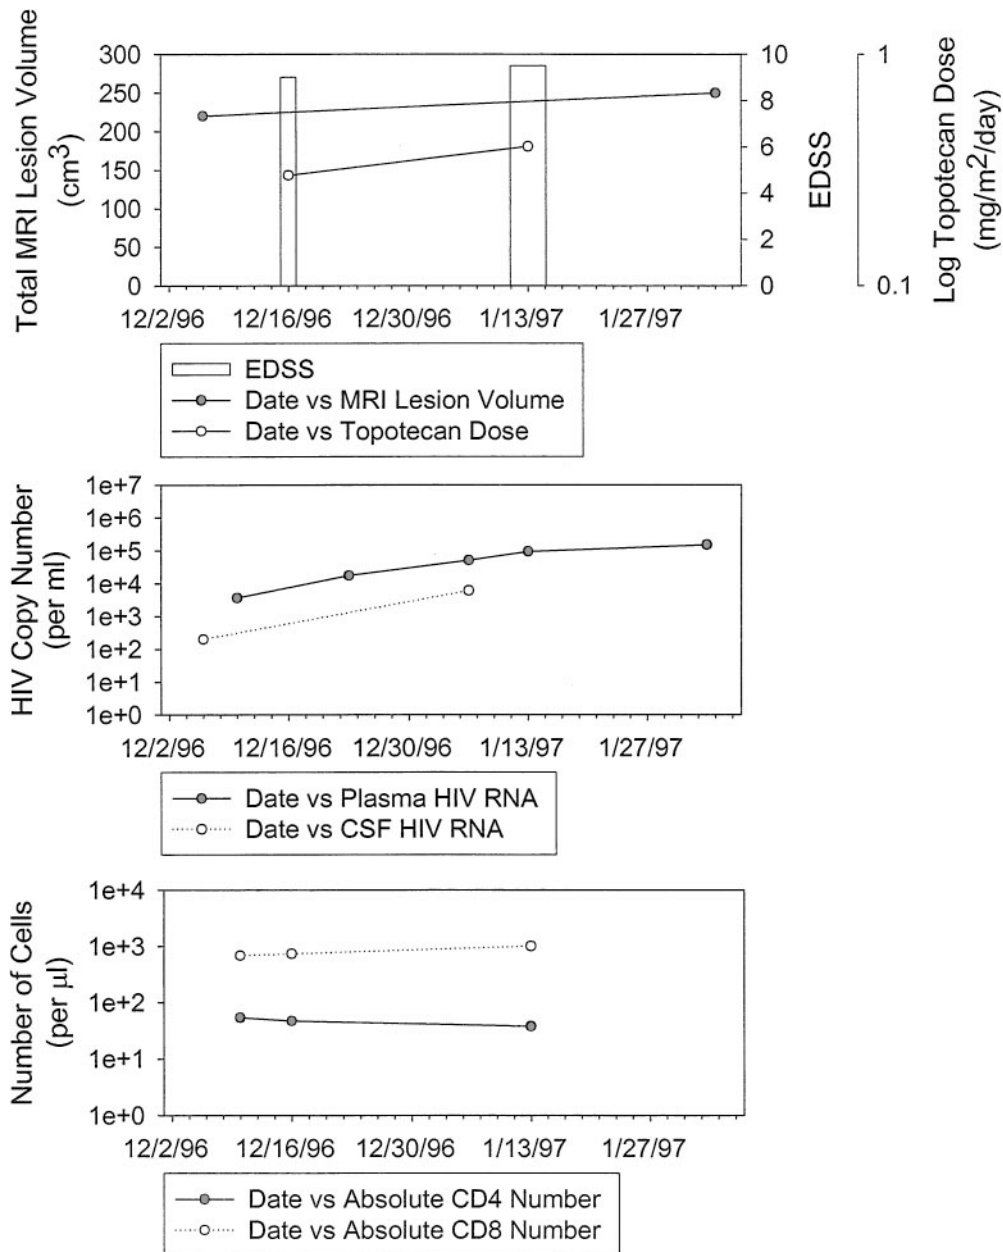 Total MRI Lesion Volume
(cm³)
300
250
200
150
100
50
0
10
8
6
4
2
0
EDSS
1
0.1
Log Topotecan Dose
(mg/m²/day)
12/2/96 12/16/96 12/30/96 1/13/97 1/27/97
EDSS
Date vs MRI Lesion Volume
Date vs Topotecan Dose
HIV Copy Number
(per ml)
1e+7
1e+6
1e+5
1e+4
1e+3
1e+2
1e+1
1e+0
12/2/96 12/16/96 12/30/96 1/13/97 1/27/97
Date vs Plasma HIV RNA
Date vs CSF HIV RNA
Number of Cells
(per µl)
1e+4
1e+3
1e+2
1e+1
1e+0
12/2/96 12/16/96 12/30/96 1/13/97 1/27/97
Date vs Absolute CD4 Number
Date vs Absolute CD8 Number